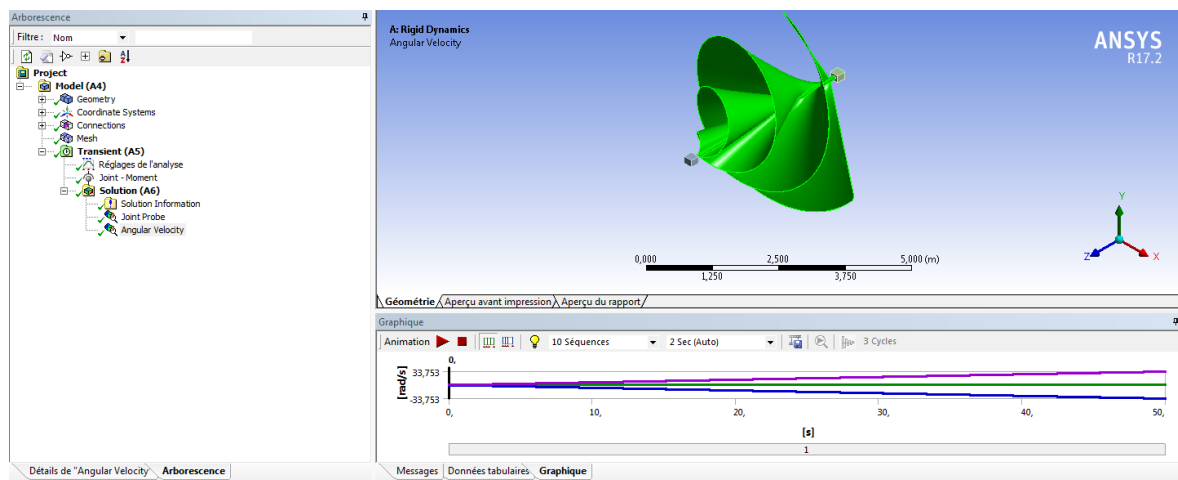 Arborescence
Filtre : Nom
Project
Model (A4)
Geometry
Coordinate Systems
Connections
Mesh
Transient (A5)
Réglages de l'analyse
Joint - Moment
Solution (A6)
Solution Information
Joint Probe
Angular Velocity
Détails de "Angular Velocity Arborescence
A: Rigid Dynamics
Angular Velocity
ANSYS
R17.2
Y
Z X
0,000 2,500 5,000 (m)
1,250 3,750
Géométrie Aperçu avant impression Aperçu du rapport
Graphique
Animation 10 Séquences 2 Sec (Auto) 3 Cycles
0,
33,753
[rad/s]
-33,753
0, 10, 20, 30, 40, 50,
[s]
1
Messages Données tabulaires Graphique